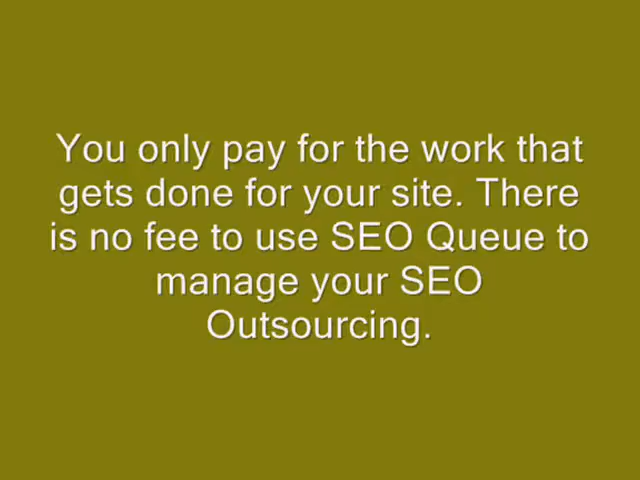 You only pay for the work that
gets done for your site. There
is no fee to use SEO Queue to
manage your SEO
Outsourcing.